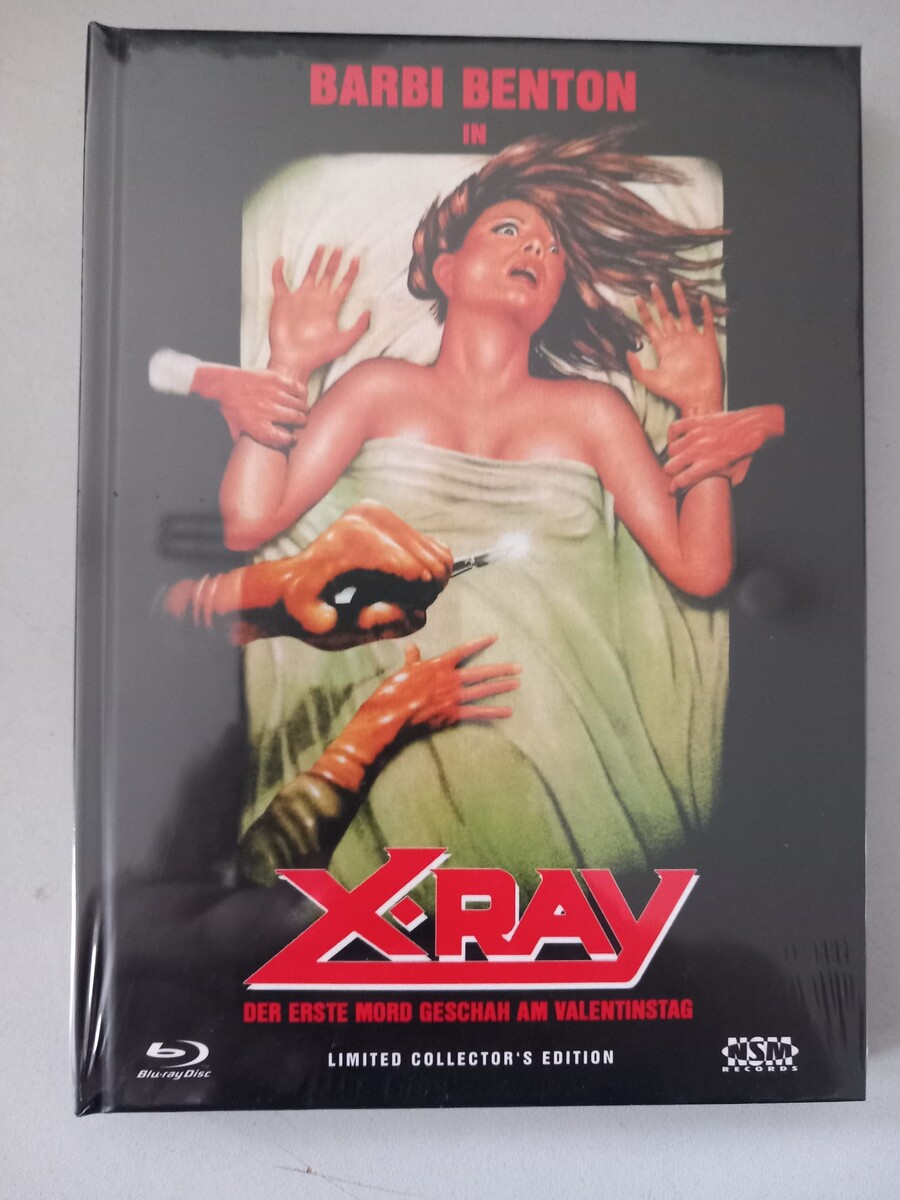 BARBI BENTON
IN
X-RAY
DER ERSTE MORD GESCHAH AM VALENTINSTAG
Blu-ray Disc
LIMITED COLLECTOR'S EDITION
NSM
RECORDS